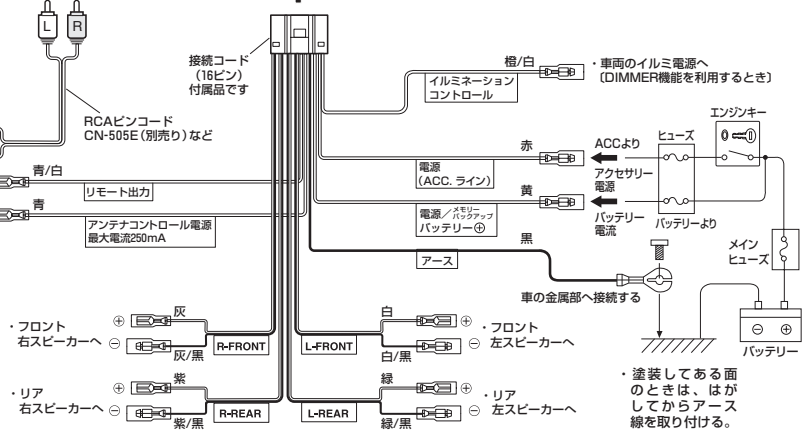 L R
接続コード
(16ピン)
付属品です
RCAピンコード
CN-505E(別売り)など
橙/白
イルミネーション
コントロール
・車両のイルミ電源へ
〔DIMMER機能を利用するとき〕
エンジンキー
ヒューズ
赤
電源
(ACC. ライン)
ACCより
アクセサリー
電源
黄
電源/メモリーバックアップ
バッテリー⊕
バッテリー
電流
バッテリーより
メイン
ヒューズ
青/白
リモート出力
青
アンテナコントロール電源
最大電流250mA
黒
アース
車の金属部へ接続する
⊖ ⊕
バッテリー
・塗装してある面
のときは、はが
してからアース
線を取り付ける。
・フロント
右スピーカーへ
⊕ 灰
⊖ 灰/黒
R-FRONT
L-FRONT
白 ⊕
白/黒 ⊖
・フロント
左スピーカーへ
・リア
右スピーカーへ
⊕ 紫
⊖ 紫/黒
R-REAR
L-REAR
緑 ⊕
緑/黒 ⊖
・リア
左スピーカーへ